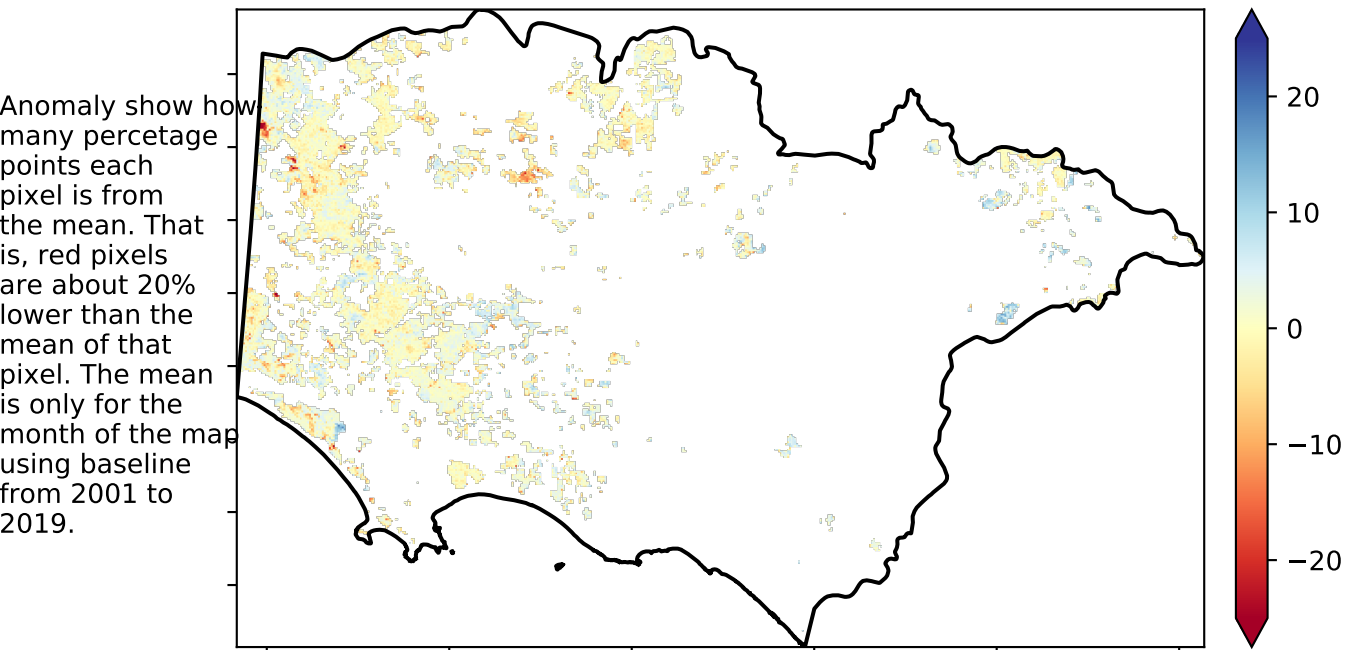 Anomaly show how
many percetage
points each
pixel is from
the mean. That
is, red pixels
are about 20%
lower than the
mean of that
pixel. The mean
is only for the
month of the map
using baseline
from 2001 to
2019.
20
10
0
−10
−20